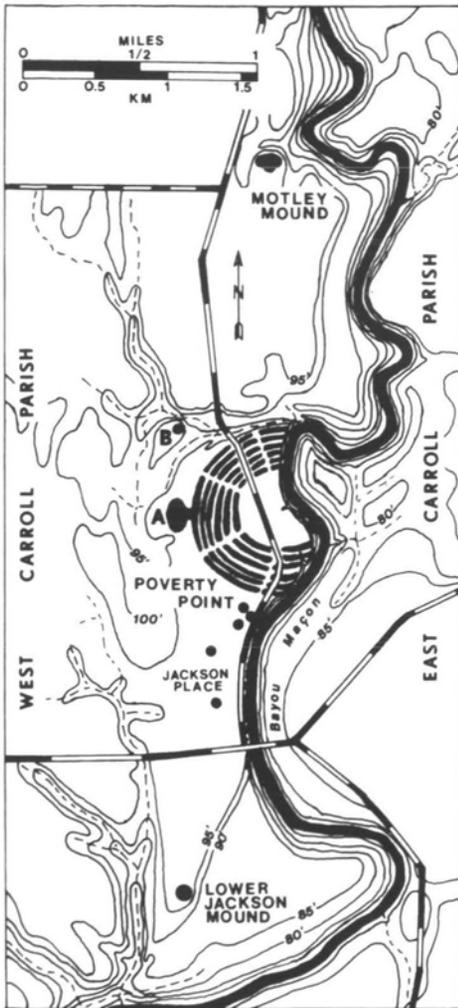 MILES
0 1/2 1
0 0.5 1 1.5
KM
80'
MOTLEY
MOUND
N
PARISH
PARISH
95'
B
CARROLL
CARROLL
A
80'
95'
POVERTY
POINT
100'
Bayou Maçon
85'
JACKSON
PLACE
WEST
EAST
95'
90'
LOWER
JACKSON
MOUND
85'
80'